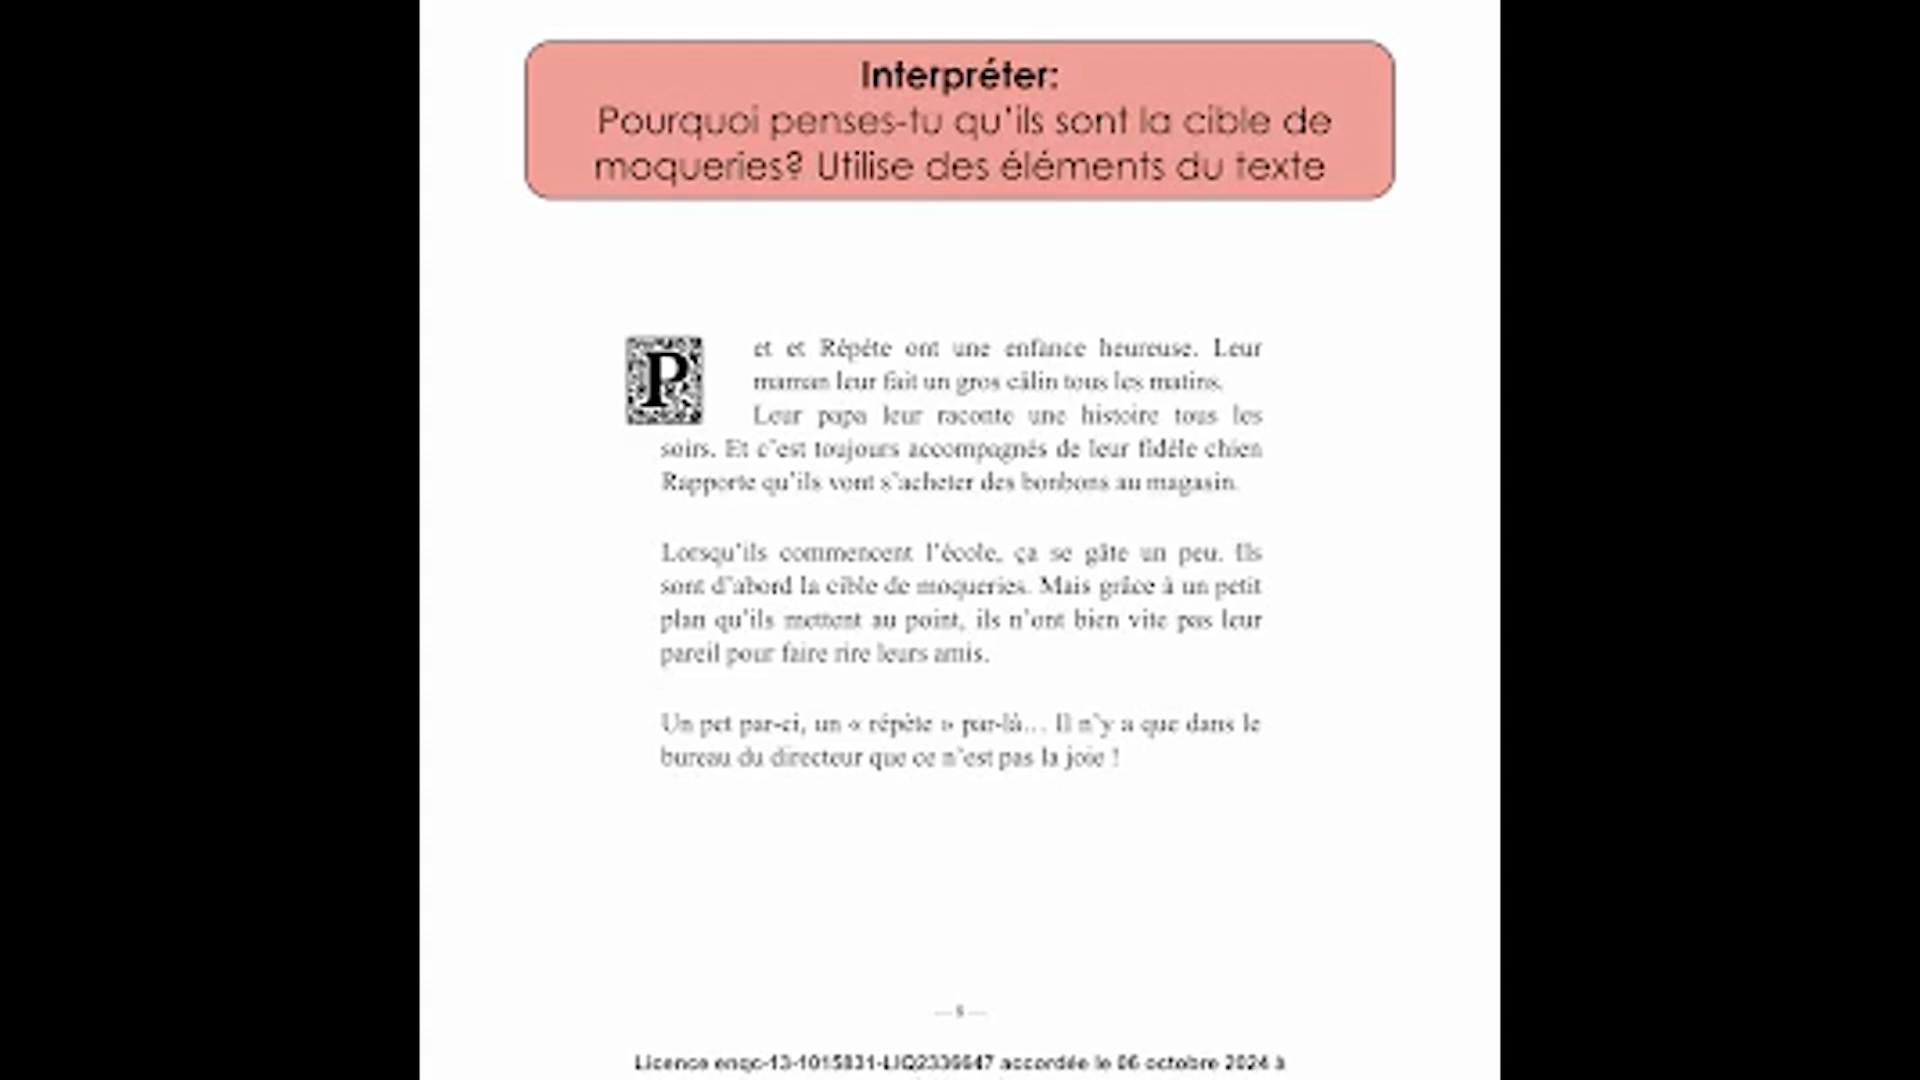 Interpréter:
Pourquoi penses-tu qu'ils sont la cible de
moqueries? Utilise des éléments du texte
Pet et Répète ont une enfance heureuse. Leur
maman leur fait un gros câlin tous les matins.
Leur papa leur raconte une histoire tous les
soirs. Et c'est toujours accompagnés de leur fidèle chien
Rapporte qu'ils vont s'acheter des bonbons au magasin.
Lorsqu'ils commencent l'école, ça se gâte un peu. Ils
sont d'abord la cible de moqueries. Mais grâce à un petit
plan qu'ils mettent au point, ils n'ont bien vite pas leur
pareil pour faire rire leurs amis.
Un pet par-ci, un « répète » par-là… Il n'y a que dans le
bureau du directeur que ce n'est pas la joie !
Licence enqc-13-1015831-LIQ2336647 accordée le 06 octobre 2024 à